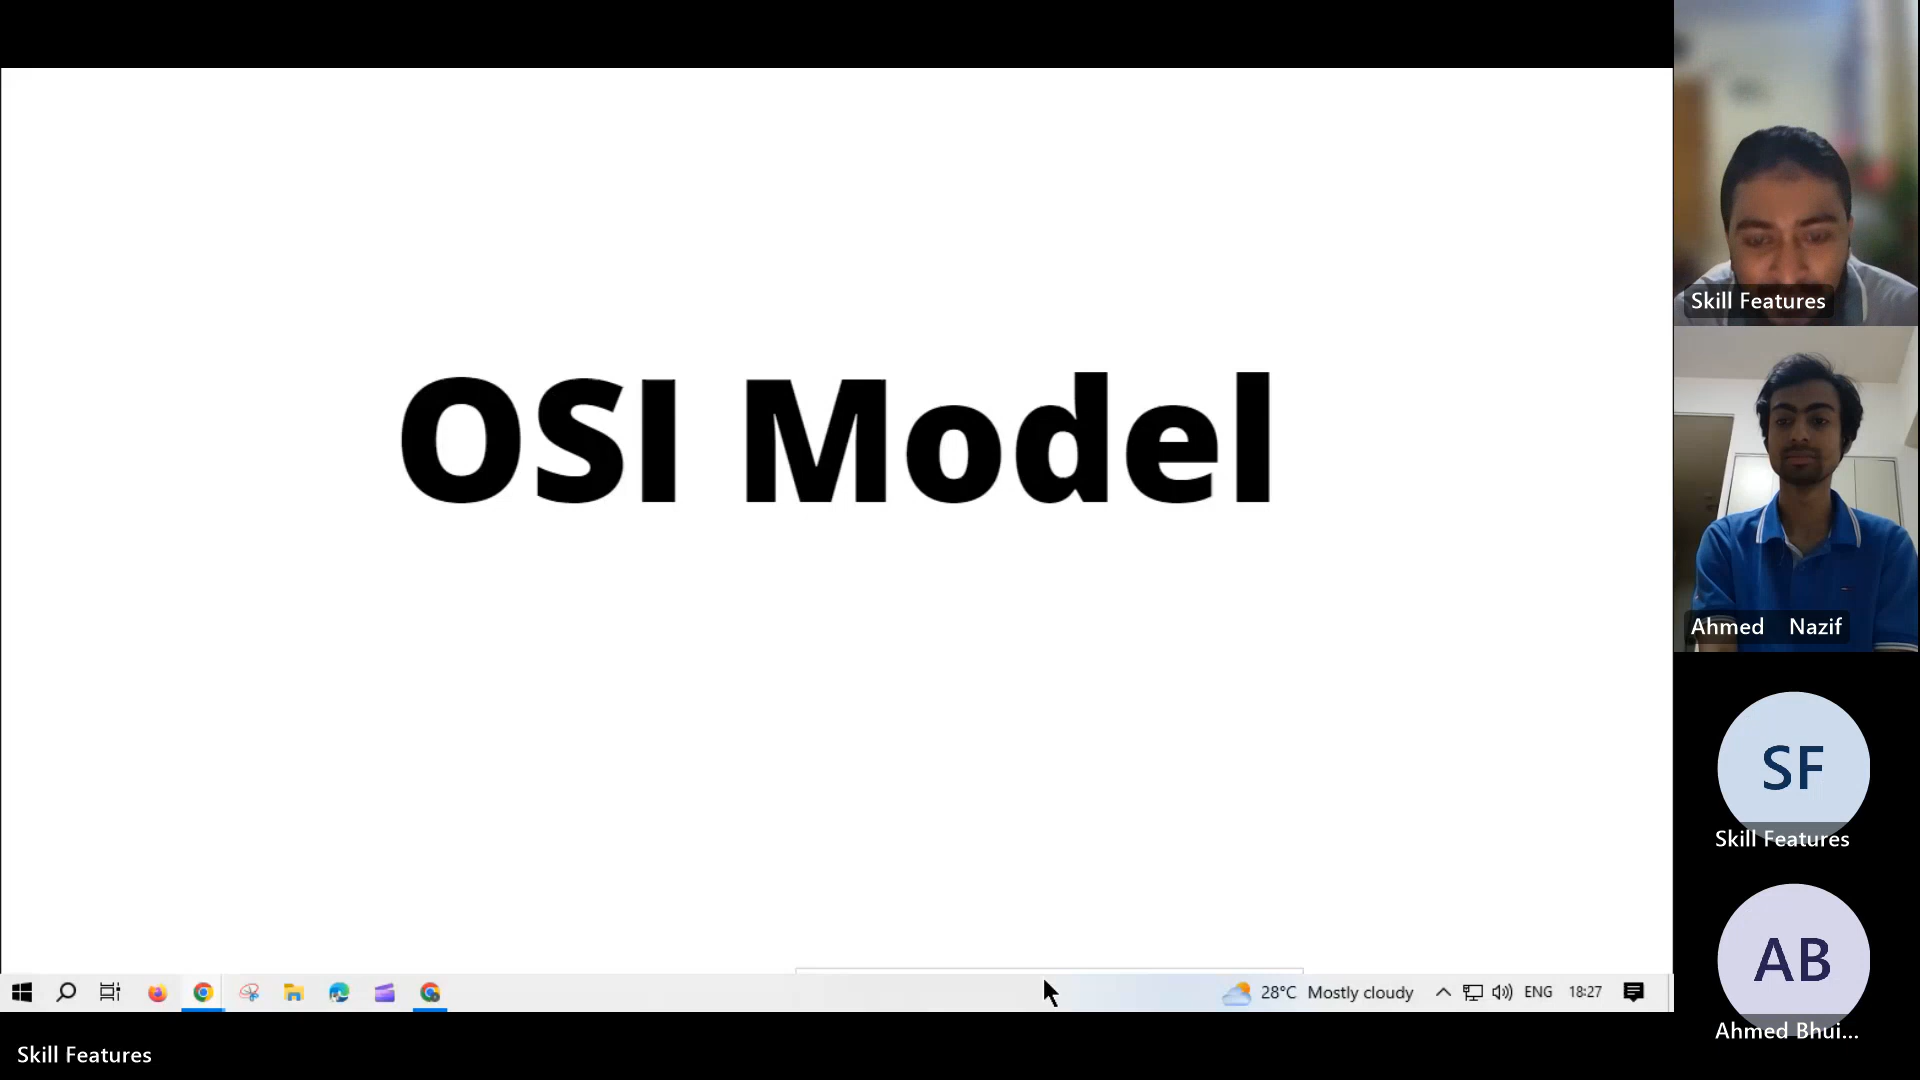 OSI Model
Skill Features
Ahmed Nazif
SF
Skill Features
AB
Ahmed Bhui...
28°C Mostly cloudy
ENG
18:27
Skill Features